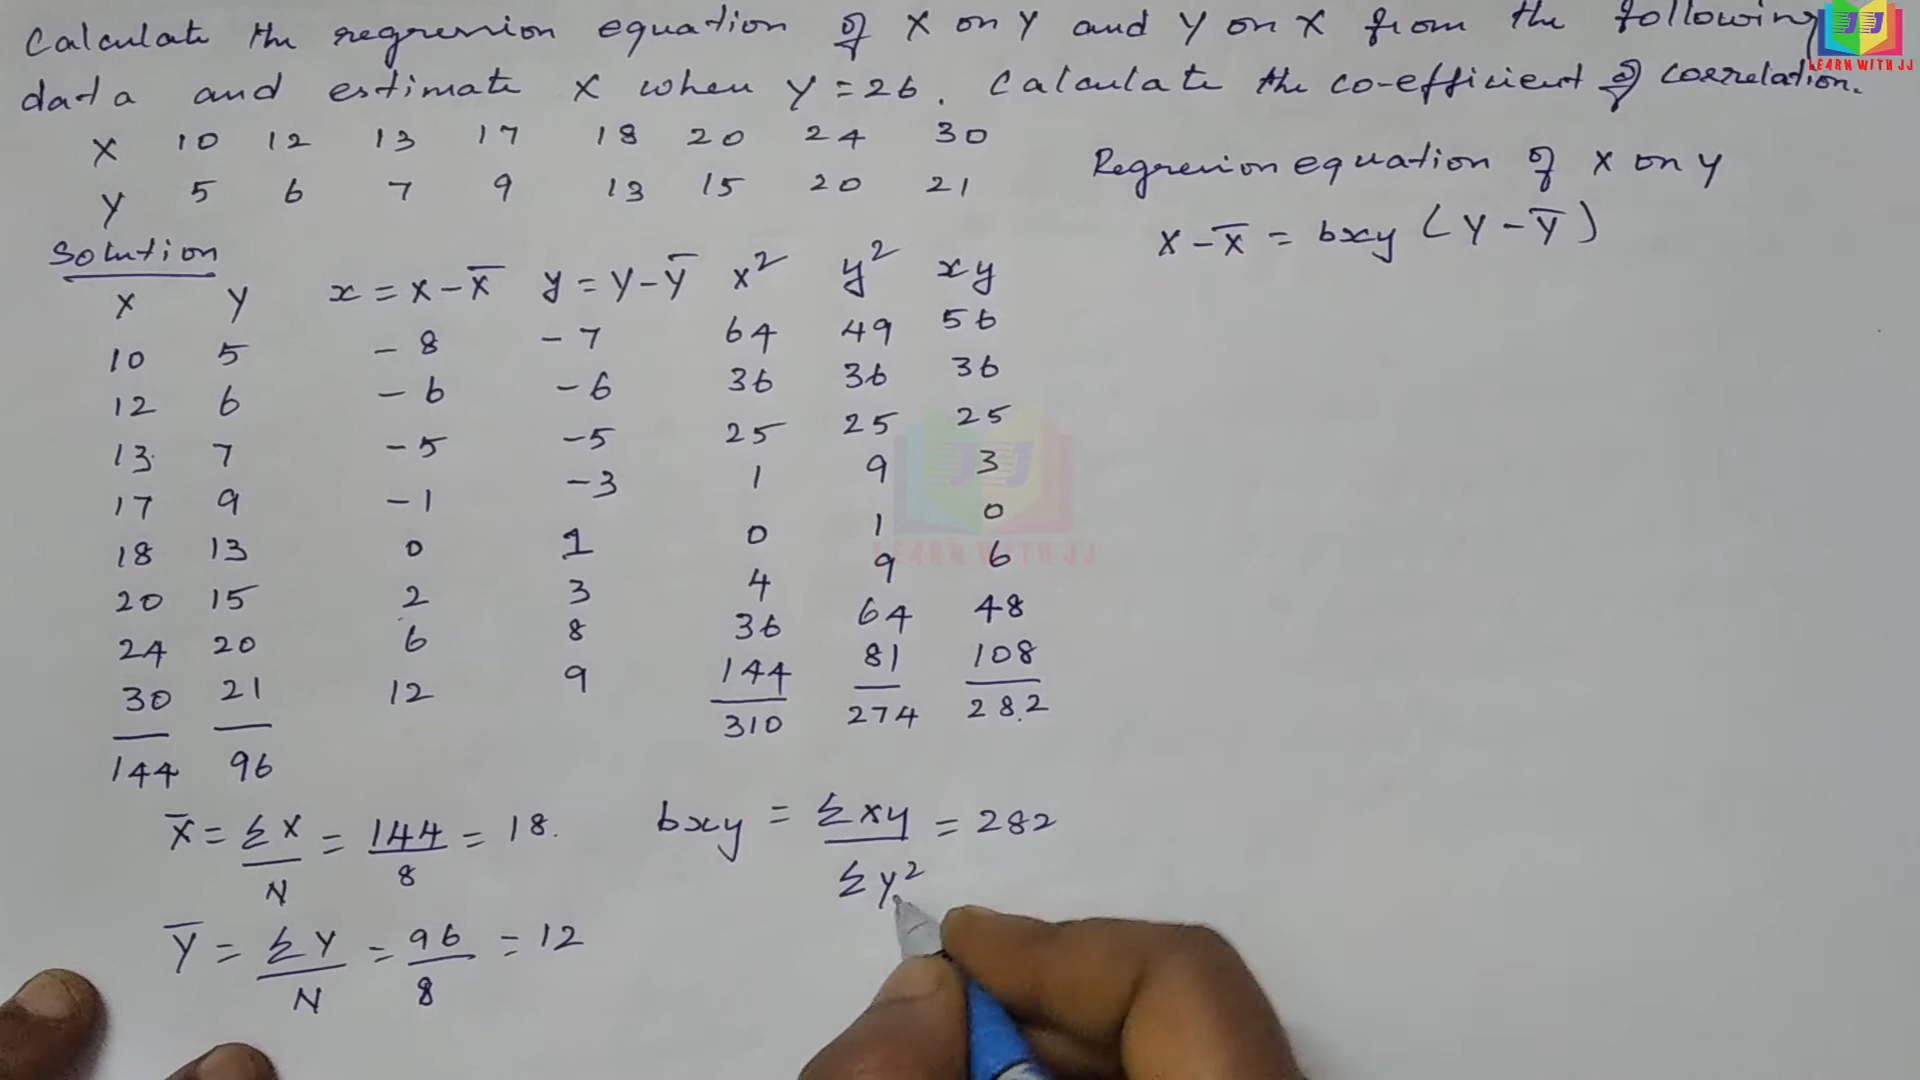 Calculate the regression equation of X on Y and Y on X from the following
data and estimate X when Y = 26. Calculate the co-efficient of correlation.
X 10 12 13 17 18 20 24 30
Y 5 6 7 9 13 15 20 21
Regression equation of X on Y
X - X̅ = bxy (Y - Y̅)
Solution
X Y x = X - X̅ y = Y - Y̅ x² y² xy
10 5 -8 -7 64 49 56
12 6 -6 -6 36 36 36
13 7 -5 -5 25 25 25
17 9 -1 -3 1 9 3
18 13 0 1 0 1 0
20 15 2 3 4 9 6
24 20 6 8 36 64 48
30 21 12 9 144 81 108
144 96 310 274 282
X̅ = ΣX/N = 144/8 = 18.
Y̅ = ΣY/N = 96/8 = 12
bxy = Σxy/Σy² = 282
LEARN WITH JJ
JJ
LEARN WITH JJ